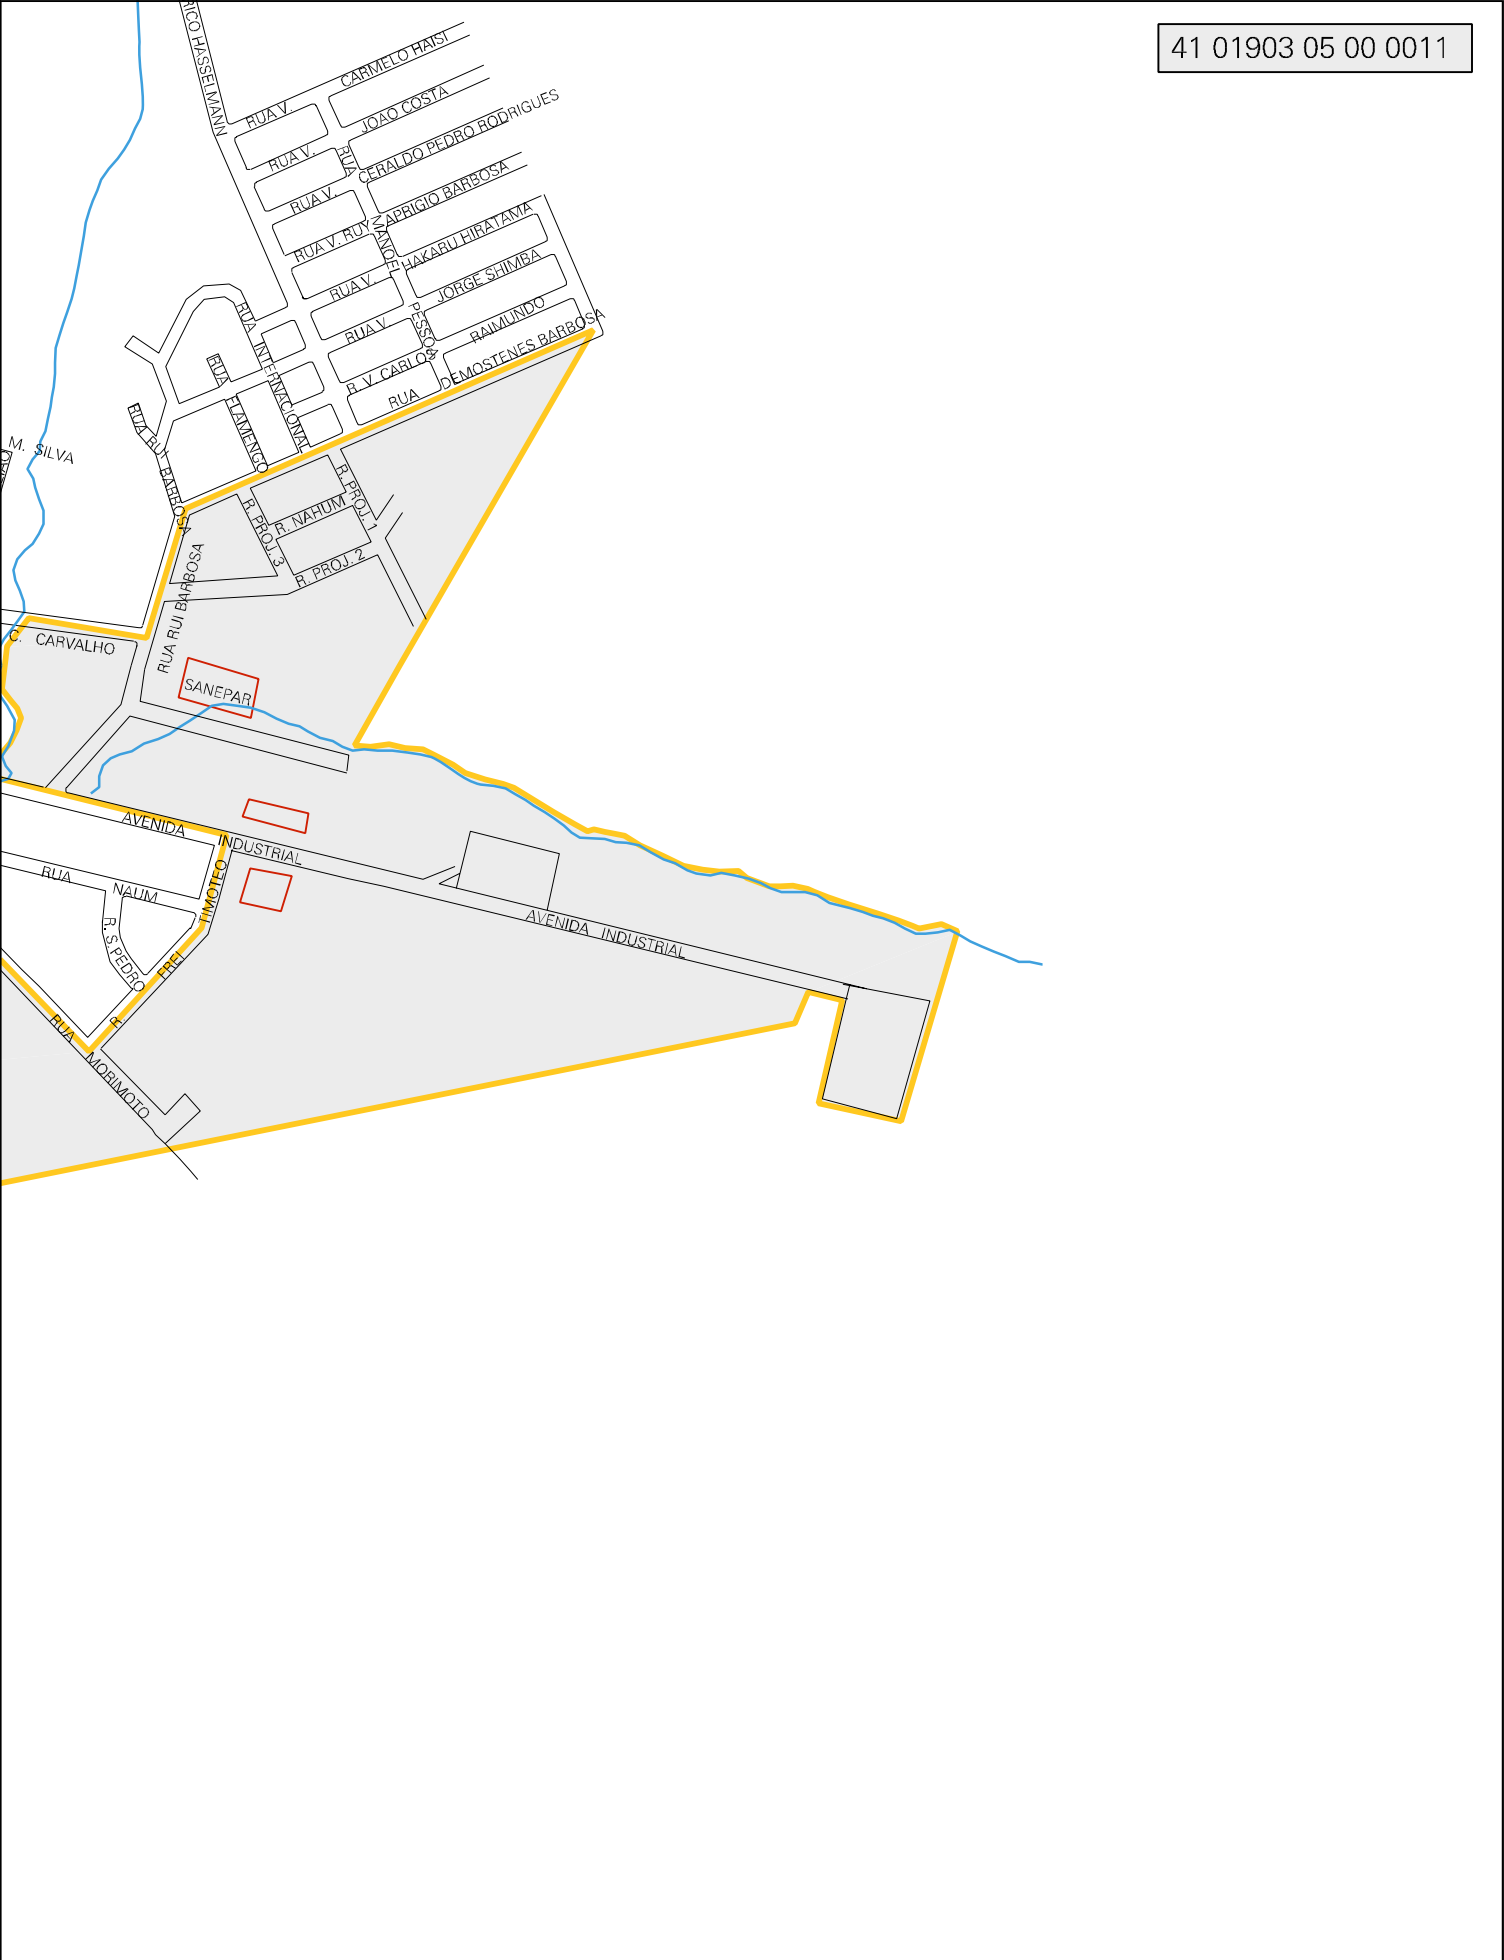 41 01903 05 00 0011
RICO HASSELMANN
RUA V. CARMELO HAISI
RUA V. JOAO COSTA
RUA V. CERALDO PEDRO RODRIGUES
RUA V. RUY APRIGIO BARBOSA
RUA V. HAKARU HIRATAMA
RUA V. JORGE SHIMBA
R. V. CARLOS RAIMUNDO
RUA DEMOSTENES BARBOSA
RUA MANOEL PESSOA
RUA INTERNACIONAL
RUA FLAMENGO
RUA RUI BARBOSA
M. SILVA
R. PROJ. 1
R. NAHUM
R. PROJ. 3
R. PROJ. 2
RUA RUI BARBOSA
C. CARVALHO
SANEPAR
AVENIDA INDUSTRIAL
RUA NAUM
R. S.PEDRO
R. FREI TIMOTEO
AVENIDA INDUSTRIAL
RUA MORIMOTO